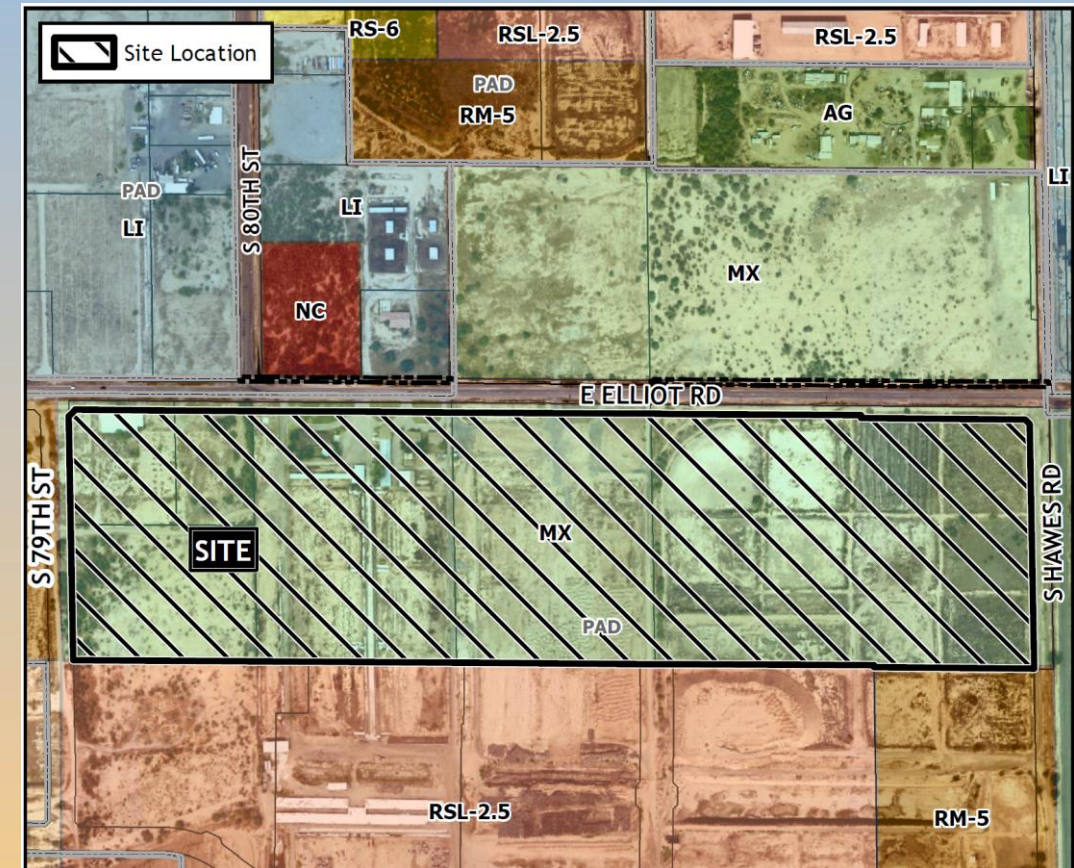 Site Location
RS-6
RSL-2.5
RSL-2.5
PAD
RM-5
AG
S 80TH ST
PAD
LI
LI
LI
NC
MX
E ELLIOT RD
S 79TH ST
SITE
MX
PAD
S HAWES RD
RSL-2.5
RM-5